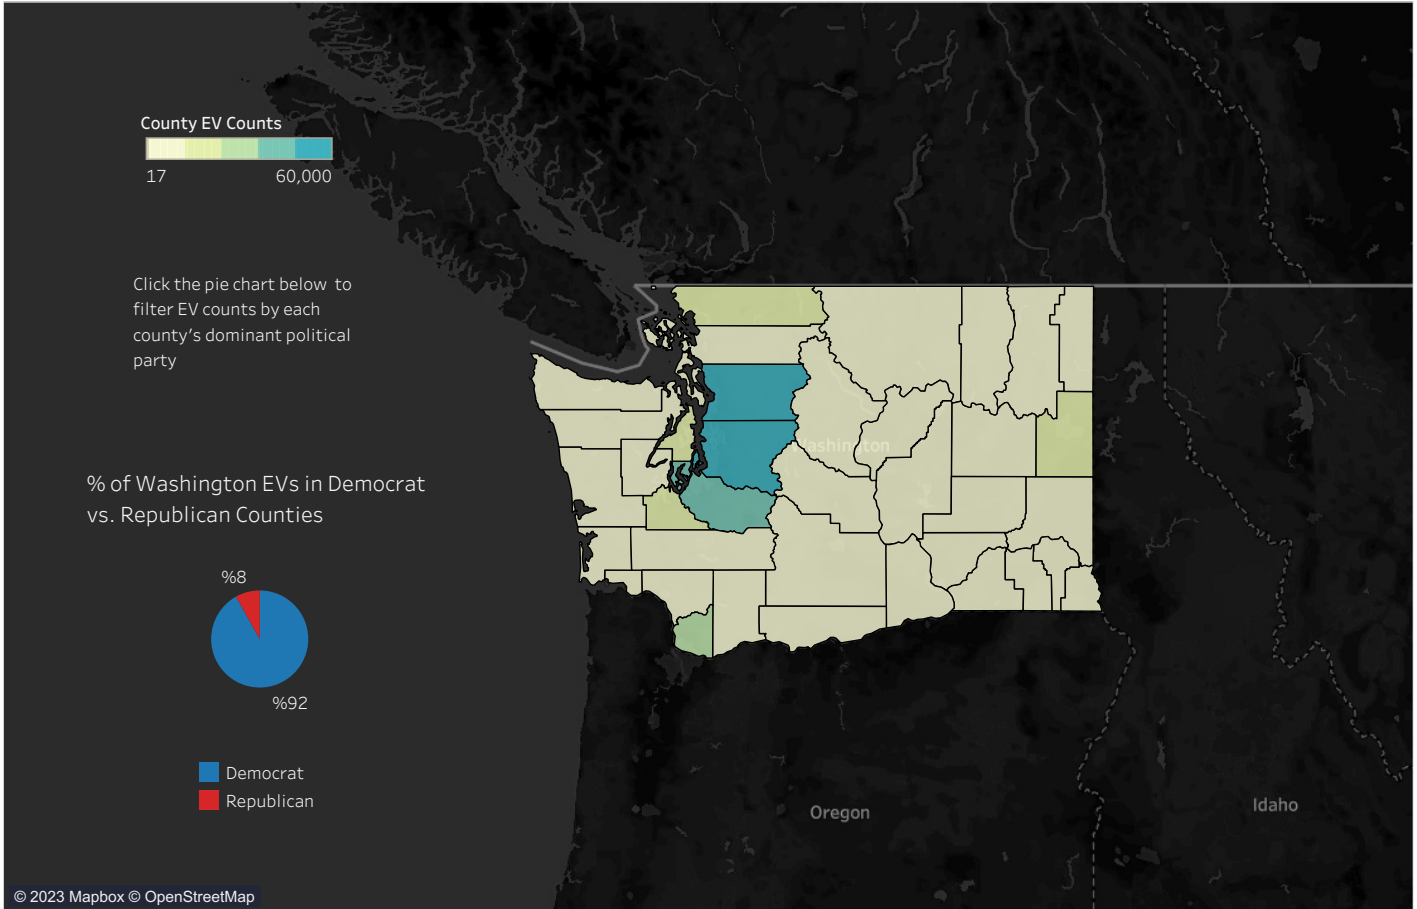 County EV Counts
17 60,000
Click the pie chart below to
filter EV counts by each
county's dominant political
party
Washington
% of Washington EVs in Democrat
vs. Republican Counties
%8
%92
Democrat
Republican
Oregon
Idaho
© 2023 Mapbox © OpenStreetMap